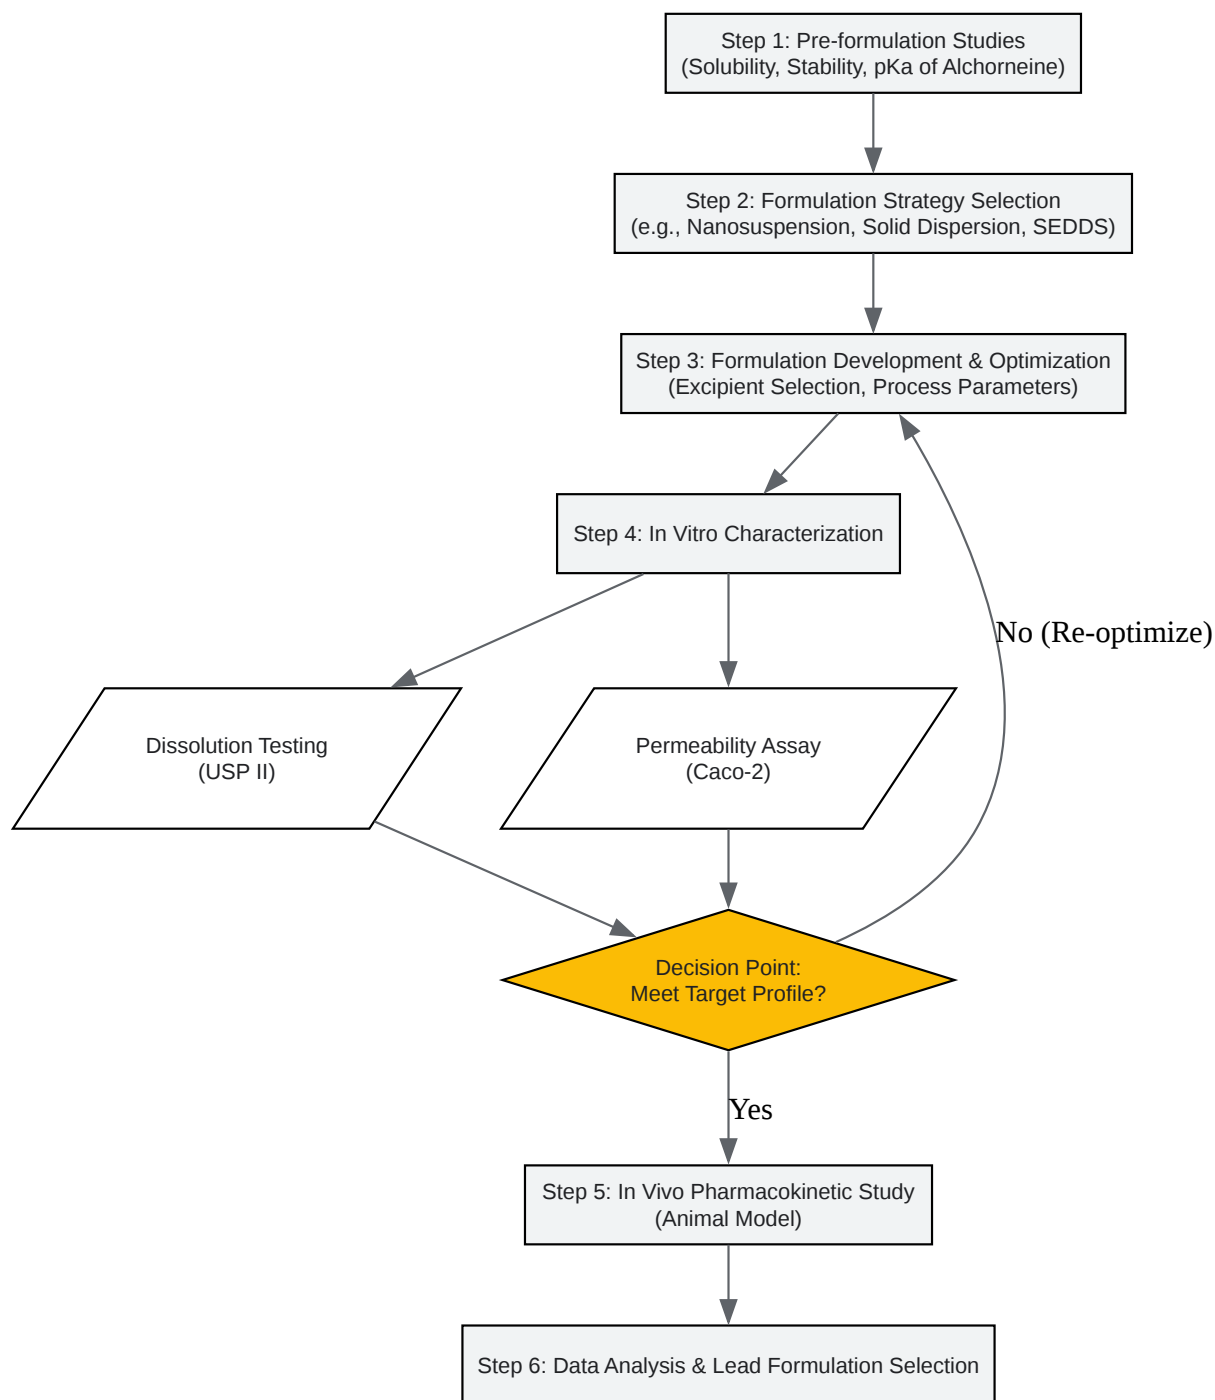 Step 1: Pre-formulation Studies
(Solubility, Stability, pKa of Alchorneine)
Step 2: Formulation Strategy Selection
(e.g., Nanosuspension, Solid Dispersion, SEDDS)
Step 3: Formulation Development & Optimization
(Excipient Selection, Process Parameters)
Step 4: In Vitro Characterization
No (Re-optimize)
Dissolution Testing
(USP II)
Permeability Assay
(Caco-2)
Decision Point:
Meet Target Profile?
Yes
Step 5: In Vivo Pharmacokinetic Study
(Animal Model)
Step 6: Data Analysis & Lead Formulation Selection